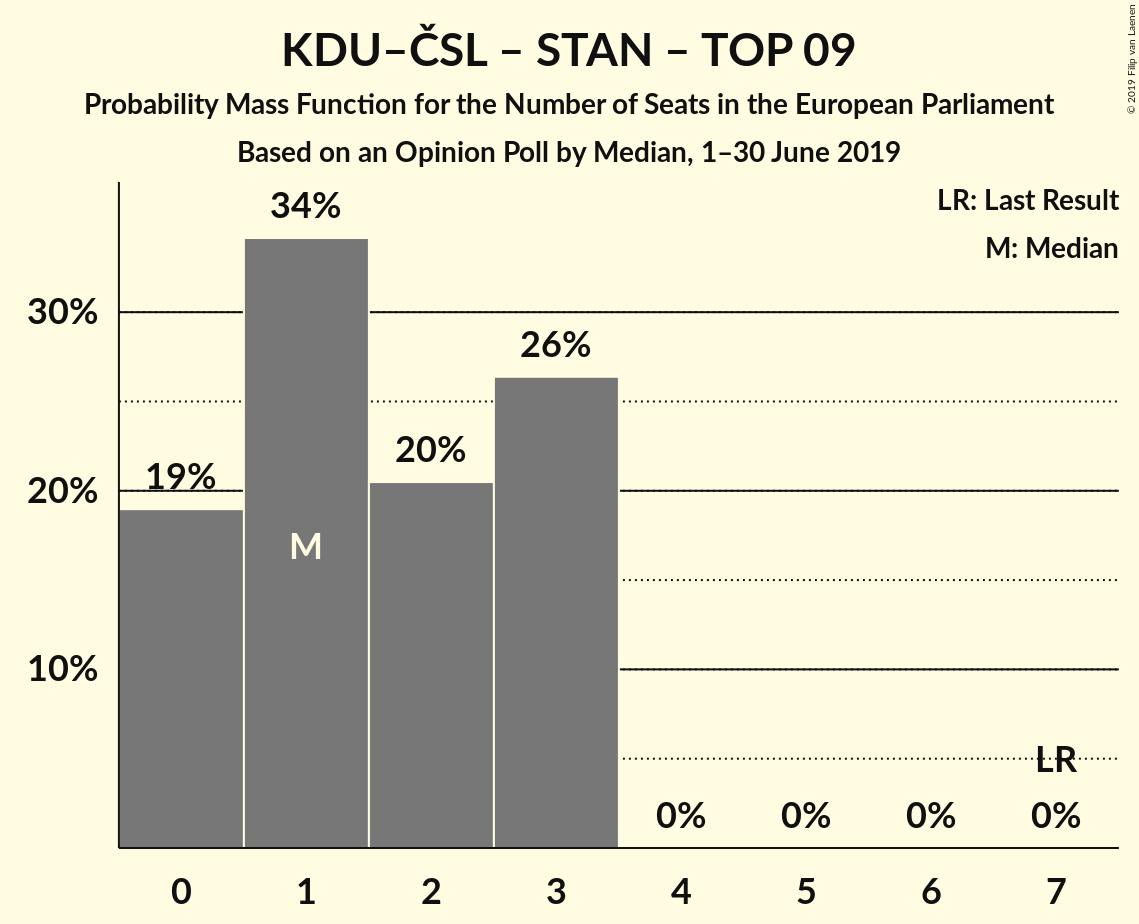 KDU–ČSL – STAN – TOP 09
Probability Mass Function for the Number of Seats in the European Parliament
Based on an Opinion Poll by Median, 1–30 June 2019
© 2019 Filip van Laenen
LR: Last Result
M: Median
34%
30%
26%
20%
19%
20%
M
10%
LR
0% 0% 0% 0%
0 1 2 3 4 5 6 7